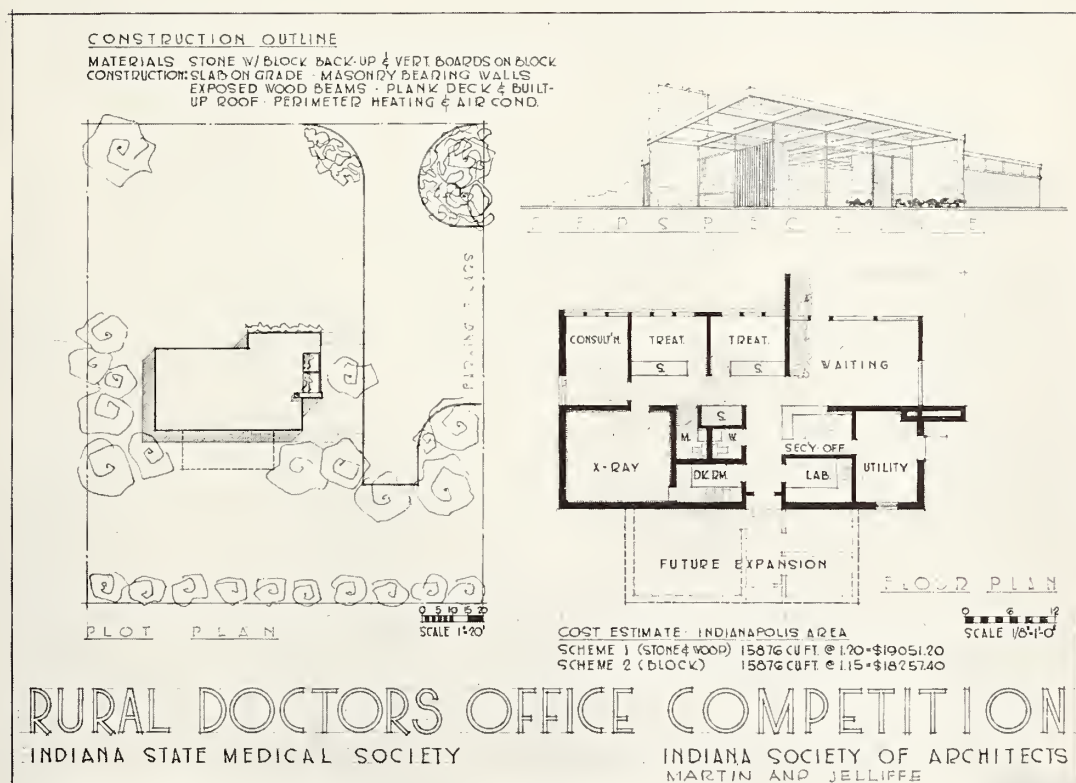 CONSTRUCTION OUTLINE
MATERIALS STONE W/BLOCK BACK-UP & VERT. BOARDS ON BLOCK
CONSTRUCTION: SLAB ON GRADE · MASONRY BEARING WALLS
EXPOSED WOOD BEAMS · PLANK DECK & BUILT-
UP ROOF · PERIMETER HEATING & AIR COND.
PERSPECTIVE
PARKING
CONSULT'N.
TREAT.
TREAT.
S.
S.
WAITING
S.
M.
W.
SEC'Y·OFF
X-RAY
DK.RM.
LAB
UTILITY
FUTURE EXPANSION
FLOOR PLAN
0 6 12
SCALE 1/8"=1'-0"
PLOT PLAN
0 5 10 15 20
SCALE 1"=20'
COST ESTIMATE · INDIANAPOLIS AREA
SCHEME 1 (STONE & WOOD) 15876 CU FT. @ 1.20=$19051.20
SCHEME 2 (BLOCK) 15876 CU FT. @ 1.15=$18257.40
RURAL DOCTORS OFFICE COMPETITION
INDIANA STATE MEDICAL SOCIETY
INDIANA SOCIETY OF ARCHITECTS
MARTIN AND JELLIFFE